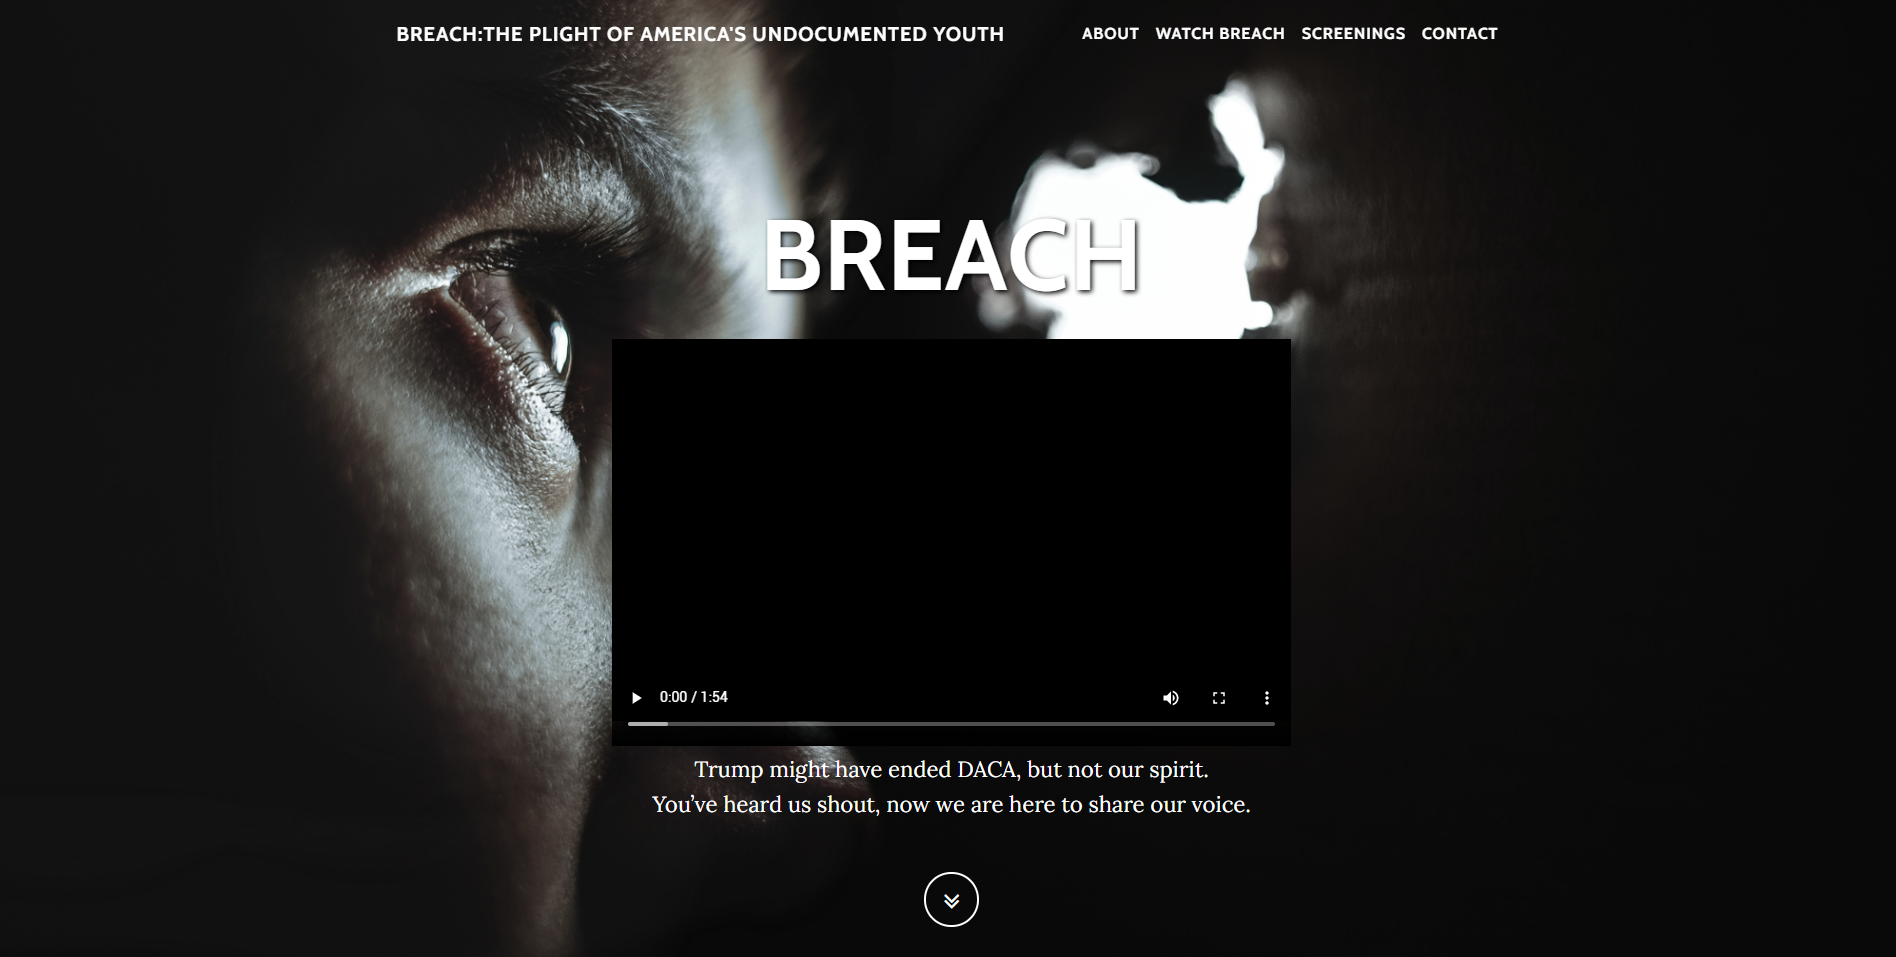 BREACH:THE PLIGHT OF AMERICA'S UNDOCUMENTED YOUTH
ABOUT WATCH BREACH SCREENINGS CONTACT
BREACH
0:00 / 1:54
Trump might have ended DACA, but not our spirit.
You’ve heard us shout, now we are here to share our voice.